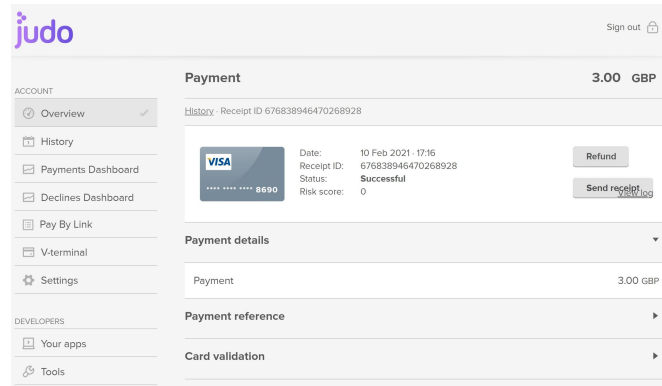 judo
Sign out
ACCOUNT
Overview
History
Payments Dashboard
Declines Dashboard
Pay By Link
V-terminal
Settings
DEVELOPERS
Your apps
Tools
Payment 3.00 GBP
History - Receipt ID 676838946470268928
VISA
•••• •••• •••• 8690
Date: 10 Feb 2021 - 17:16
Receipt ID: 676838946470268928
Status: Successful
Risk score: 0
Refund
Send receipt
View log
Payment details
Payment 3.00 GBP
Payment reference
Card validation